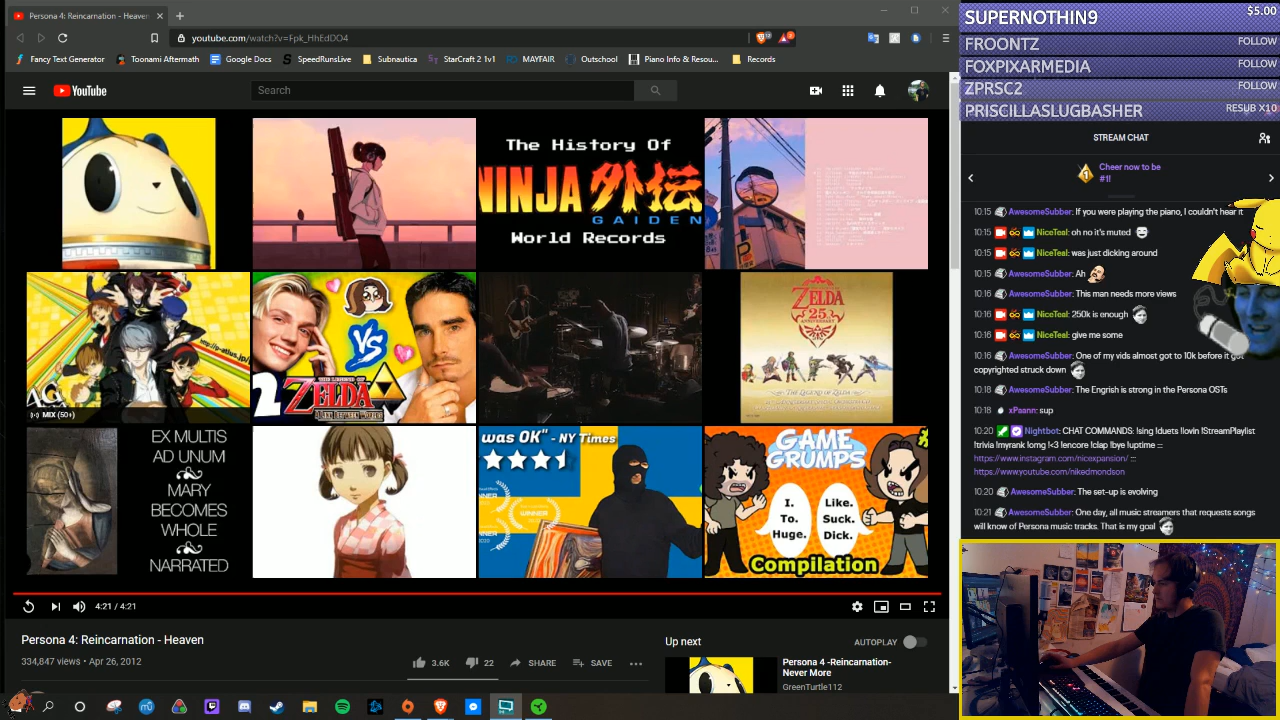 Persona 4: Reincarnation - Heaven
youtube.com/watch?v=Fpk_HhEdDO4
Fancy Text Generator
Toonami Aftermath
Google Docs
SpeedRunsLive
Subnautica
StarCraft 2 1v1
MAYFAIR
Outschool
Piano Info & Resou...
Records
YouTube
Search
The History Of
NINJA 外伝
GAIDEN
World Records
MIX (50+)
VS
2
ZELDA
ZELDA
25th
ANNIVERSARY
THE LEGEND OF ZELDA
EX MULTIS
AD UNUM
MARY
BECOMES
WHOLE
NARRATED
was OK" - NY Times
GAME
GRUMPS
I.
To.
Huge.
Like.
Suck.
Dick.
Compilation
4:21 / 4:21
Persona 4: Reincarnation - Heaven
334,847 views • Apr 26, 2012
3.6K
22
SHARE
SAVE
Up next
AUTOPLAY
Persona 4 -Reincarnation-
Never More
GreenTurtle112
SUPERNOTHIN9
$5.00
FROONTZ
FOLLOW
FOXPIXARMEDIA
FOLLOW
ZPRSC2
FOLLOW
PRISCILLASLUGBASHER
RESUB X10
STREAM CHAT
Cheer now to be
#1!
10:15 AwesomeSubber: If you were playing the piano, I couldn't hear it
10:15 NiceTeal: oh no it's muted
10:15 NiceTeal: was just dicking around
10:15 AwesomeSubber: Ah
10:16 AwesomeSubber: This man needs more views
10:16 NiceTeal: 250k is enough
10:16 NiceTeal: give me some
10:16 AwesomeSubber: One of my vids almost got to 10k before it got
copyrighted struck down
10:18 AwesomeSubber: The Engrish is strong in the Persona OSTs
10:18 xPaann: sup
10:20 Nightbot: CHAT COMMANDS: !sing !duets !lovin !StreamPlaylist
!trivia !myrank !omg !<3 !encore !clap !bye !uptime :::
https://www.instagram.com/nicexpansion/ :::
https://www.youtube.com/nikedmondson
10:20 AwesomeSubber: The set-up is evolving
10:21 AwesomeSubber: One day, all music streamers that requests songs
will know of Persona music tracks. That is my goal